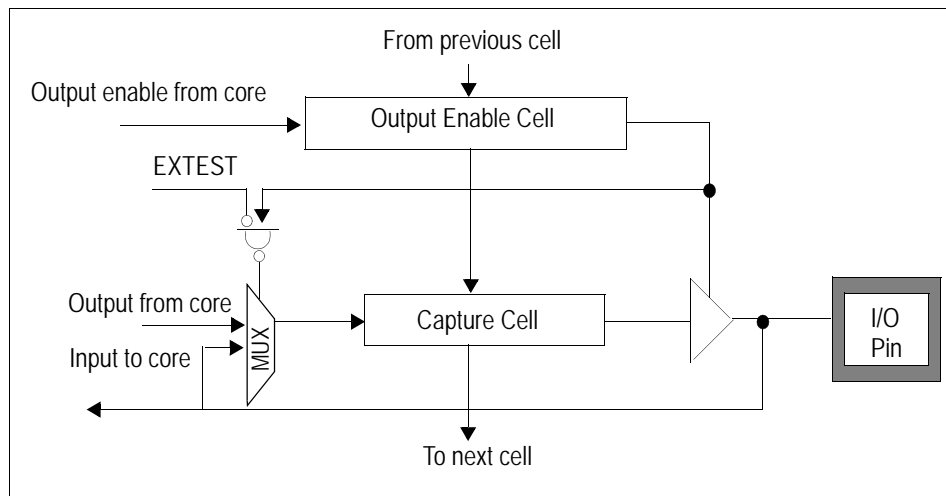 From previous cell
Output enable from core
Output Enable Cell
EXTEST
Output from core
Input to core
MUX
Capture Cell
I/O
Pin
To next cell